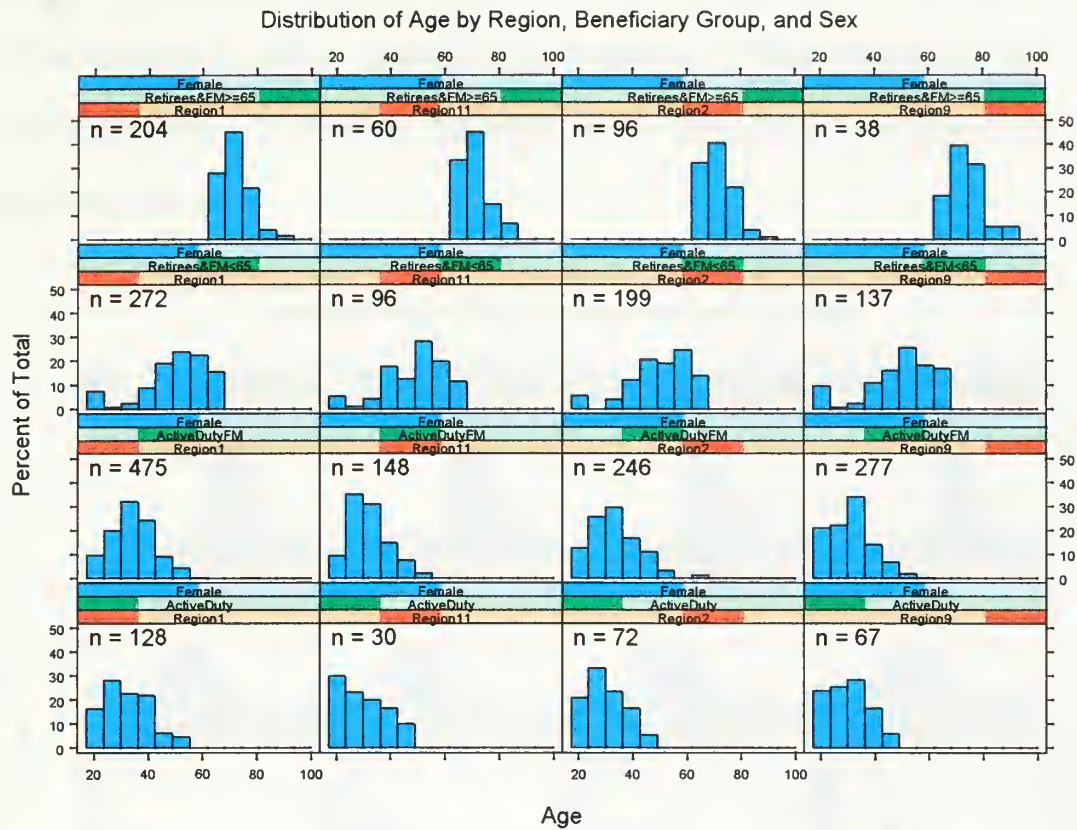 Distribution of Age by Region, Beneficiary Group, and Sex
20 40 60 80 100 20 40 60 80 100
Female Female Female Female
Retirees&FM>=65 Retirees&FM>=65 Retirees&FM>=65 Retirees&FM>=65
Region1 Region11 Region2 Region9
n = 204 n = 60 n = 96 n = 38
50
40
30
20
10
0
Female Female Female Female
Retirees&FM<65 Retirees&FM<65 Retirees&FM<65 Retirees&FM<65
Region1 Region11 Region2 Region9
n = 272 n = 96 n = 199 n = 137
50
40
30
20
10
0
Female Female Female Female
ActiveDutyFM ActiveDutyFM ActiveDutyFM ActiveDutyFM
Region1 Region11 Region2 Region9
n = 475 n = 148 n = 246 n = 277
50
40
30
20
10
0
Female Female Female Female
ActiveDuty ActiveDuty ActiveDuty ActiveDuty
Region1 Region11 Region2 Region9
n = 128 n = 30 n = 72 n = 67
50
40
30
20
10
0
20 40 60 80 100 20 40 60 80 100
Percent of Total
Age